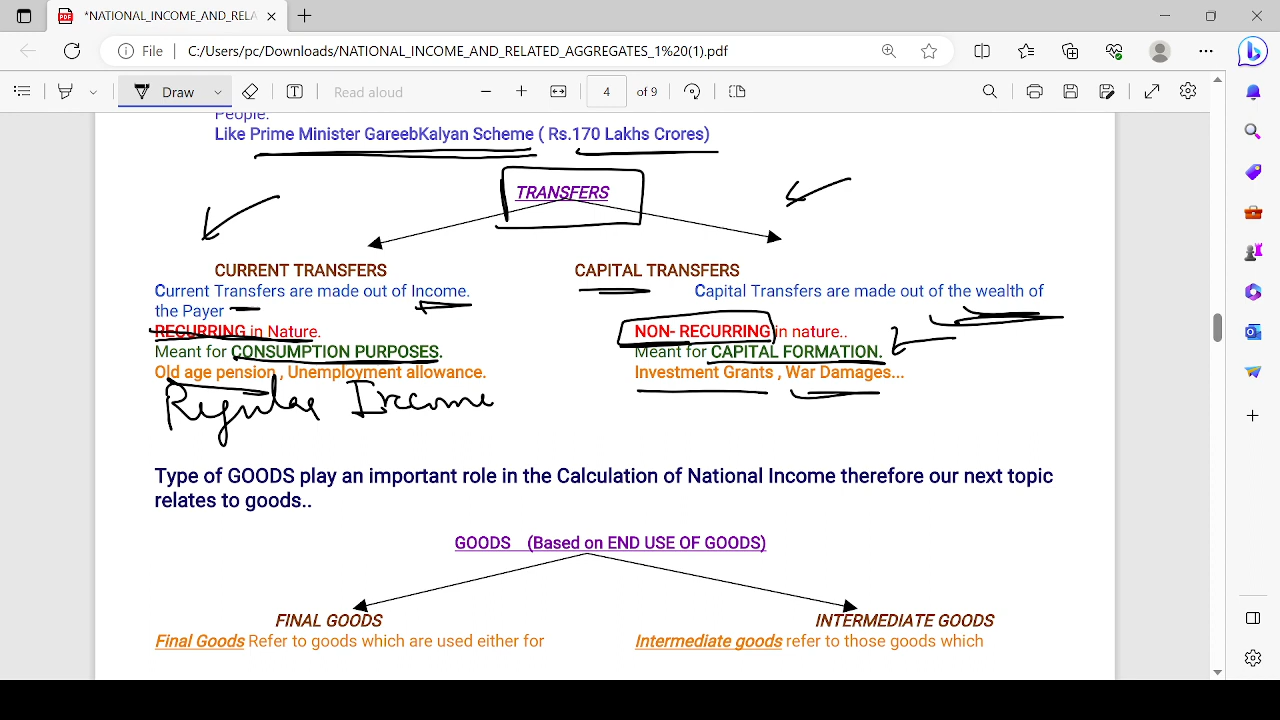 *NATIONAL_INCOME_AND_RELA
File C:/Users/pc/Downloads/NATIONAL_INCOME_AND_RELATED_AGGREGATES_1%20(1).pdf
Draw Read aloud 4 of 9
People.
Like Prime Minister GareebKalyan Scheme ( Rs.170 Lakhs Crores)
TRANSFERS
CURRENT TRANSFERS CAPITAL TRANSFERS
Current Transfers are made out of Income. Capital Transfers are made out of the wealth of
the Payer
RECURRING in Nature. NON- RECURRING in nature..
Meant for CONSUMPTION PURPOSES. Meant for CAPITAL FORMATION.
Old age pension , Unemployment allowance. Investment Grants , War Damages...
Regular Income
Type of GOODS play an important role in the Calculation of National Income therefore our next topic
relates to goods..
GOODS (Based on END USE OF GOODS)
FINAL GOODS INTERMEDIATE GOODS
Final Goods Refer to goods which are used either for Intermediate goods refer to those goods which